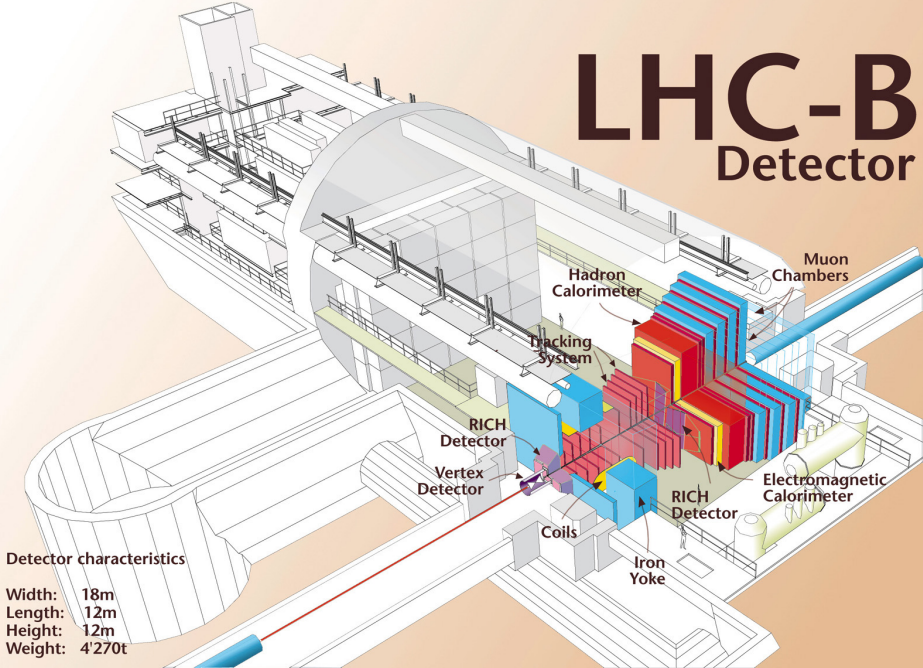 LHC-B
Detector
Muon
Chambers
Hadron
Calorimeter
Tracking
System
RICH
Detector
Vertex
Detector
Electromagnetic
Calorimeter
RICH
Detector
Coils
Iron
Yoke
Detector characteristics
Width: 18m
Length: 12m
Height: 12m
Weight: 4'270t